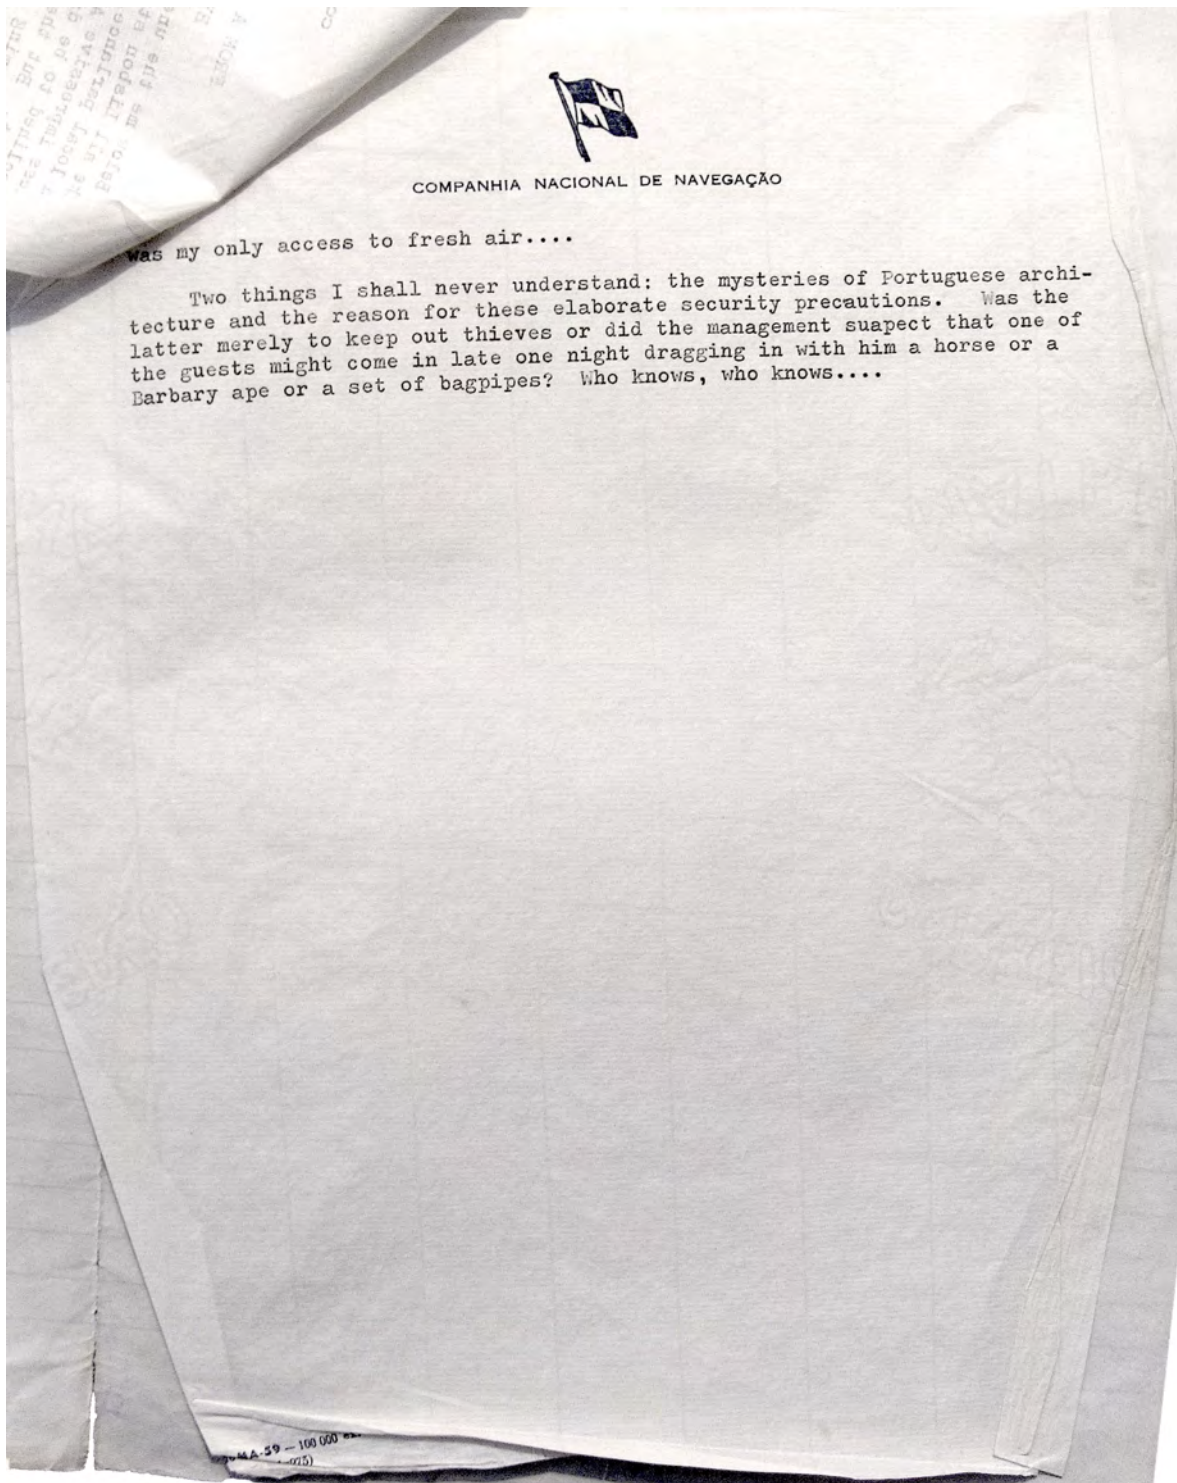 COMPANHIA NACIONAL DE NAVEGAÇÃO
was my only access to fresh air....
Two things I shall never understand: the mysteries of Portuguese archi-
tecture and the reason for these elaborate security precautions. Was the
latter merely to keep out thieves or did the management suapect that one of
the guests might come in late one night dragging in with him a horse or a
Barbary ape or a set of bagpipes? Who knows, who knows....
59 — 100 000